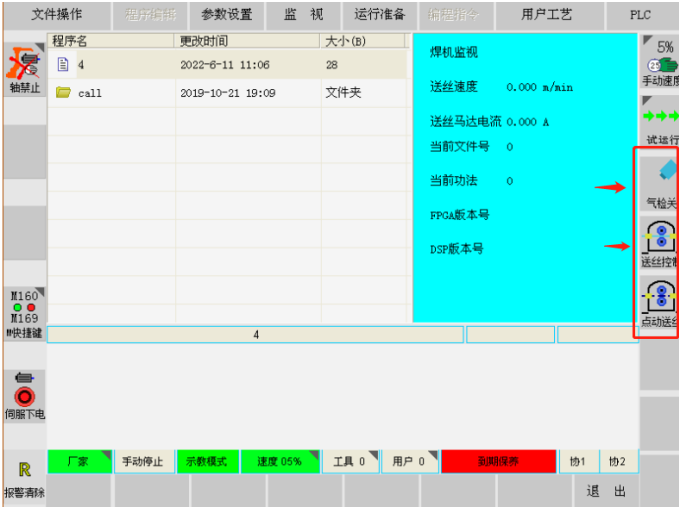 文件操作 程序编辑 参数设置 监 视 运行准备 编程指令 用户工艺 PLC
程序名 更改时间 大小(B)
4 2022-6-11 11:06 28
call 2019-10-21 19:09 文件夹
焊机监视
送丝速度 0.000 m/min
送丝马达电流 0.000 A
当前文件号 0
当前功法 0
FPGA版本号
DSP版本号
轴禁止
M160
M169
M快捷键
伺服下电
R
报警清除
5%
手动速度
试运行
气检关
送丝控制
点动送丝
4
厂家 手动停止 示教模式 速度 05% 工具 0 用户 0 到期保养 协1 协2
退 出